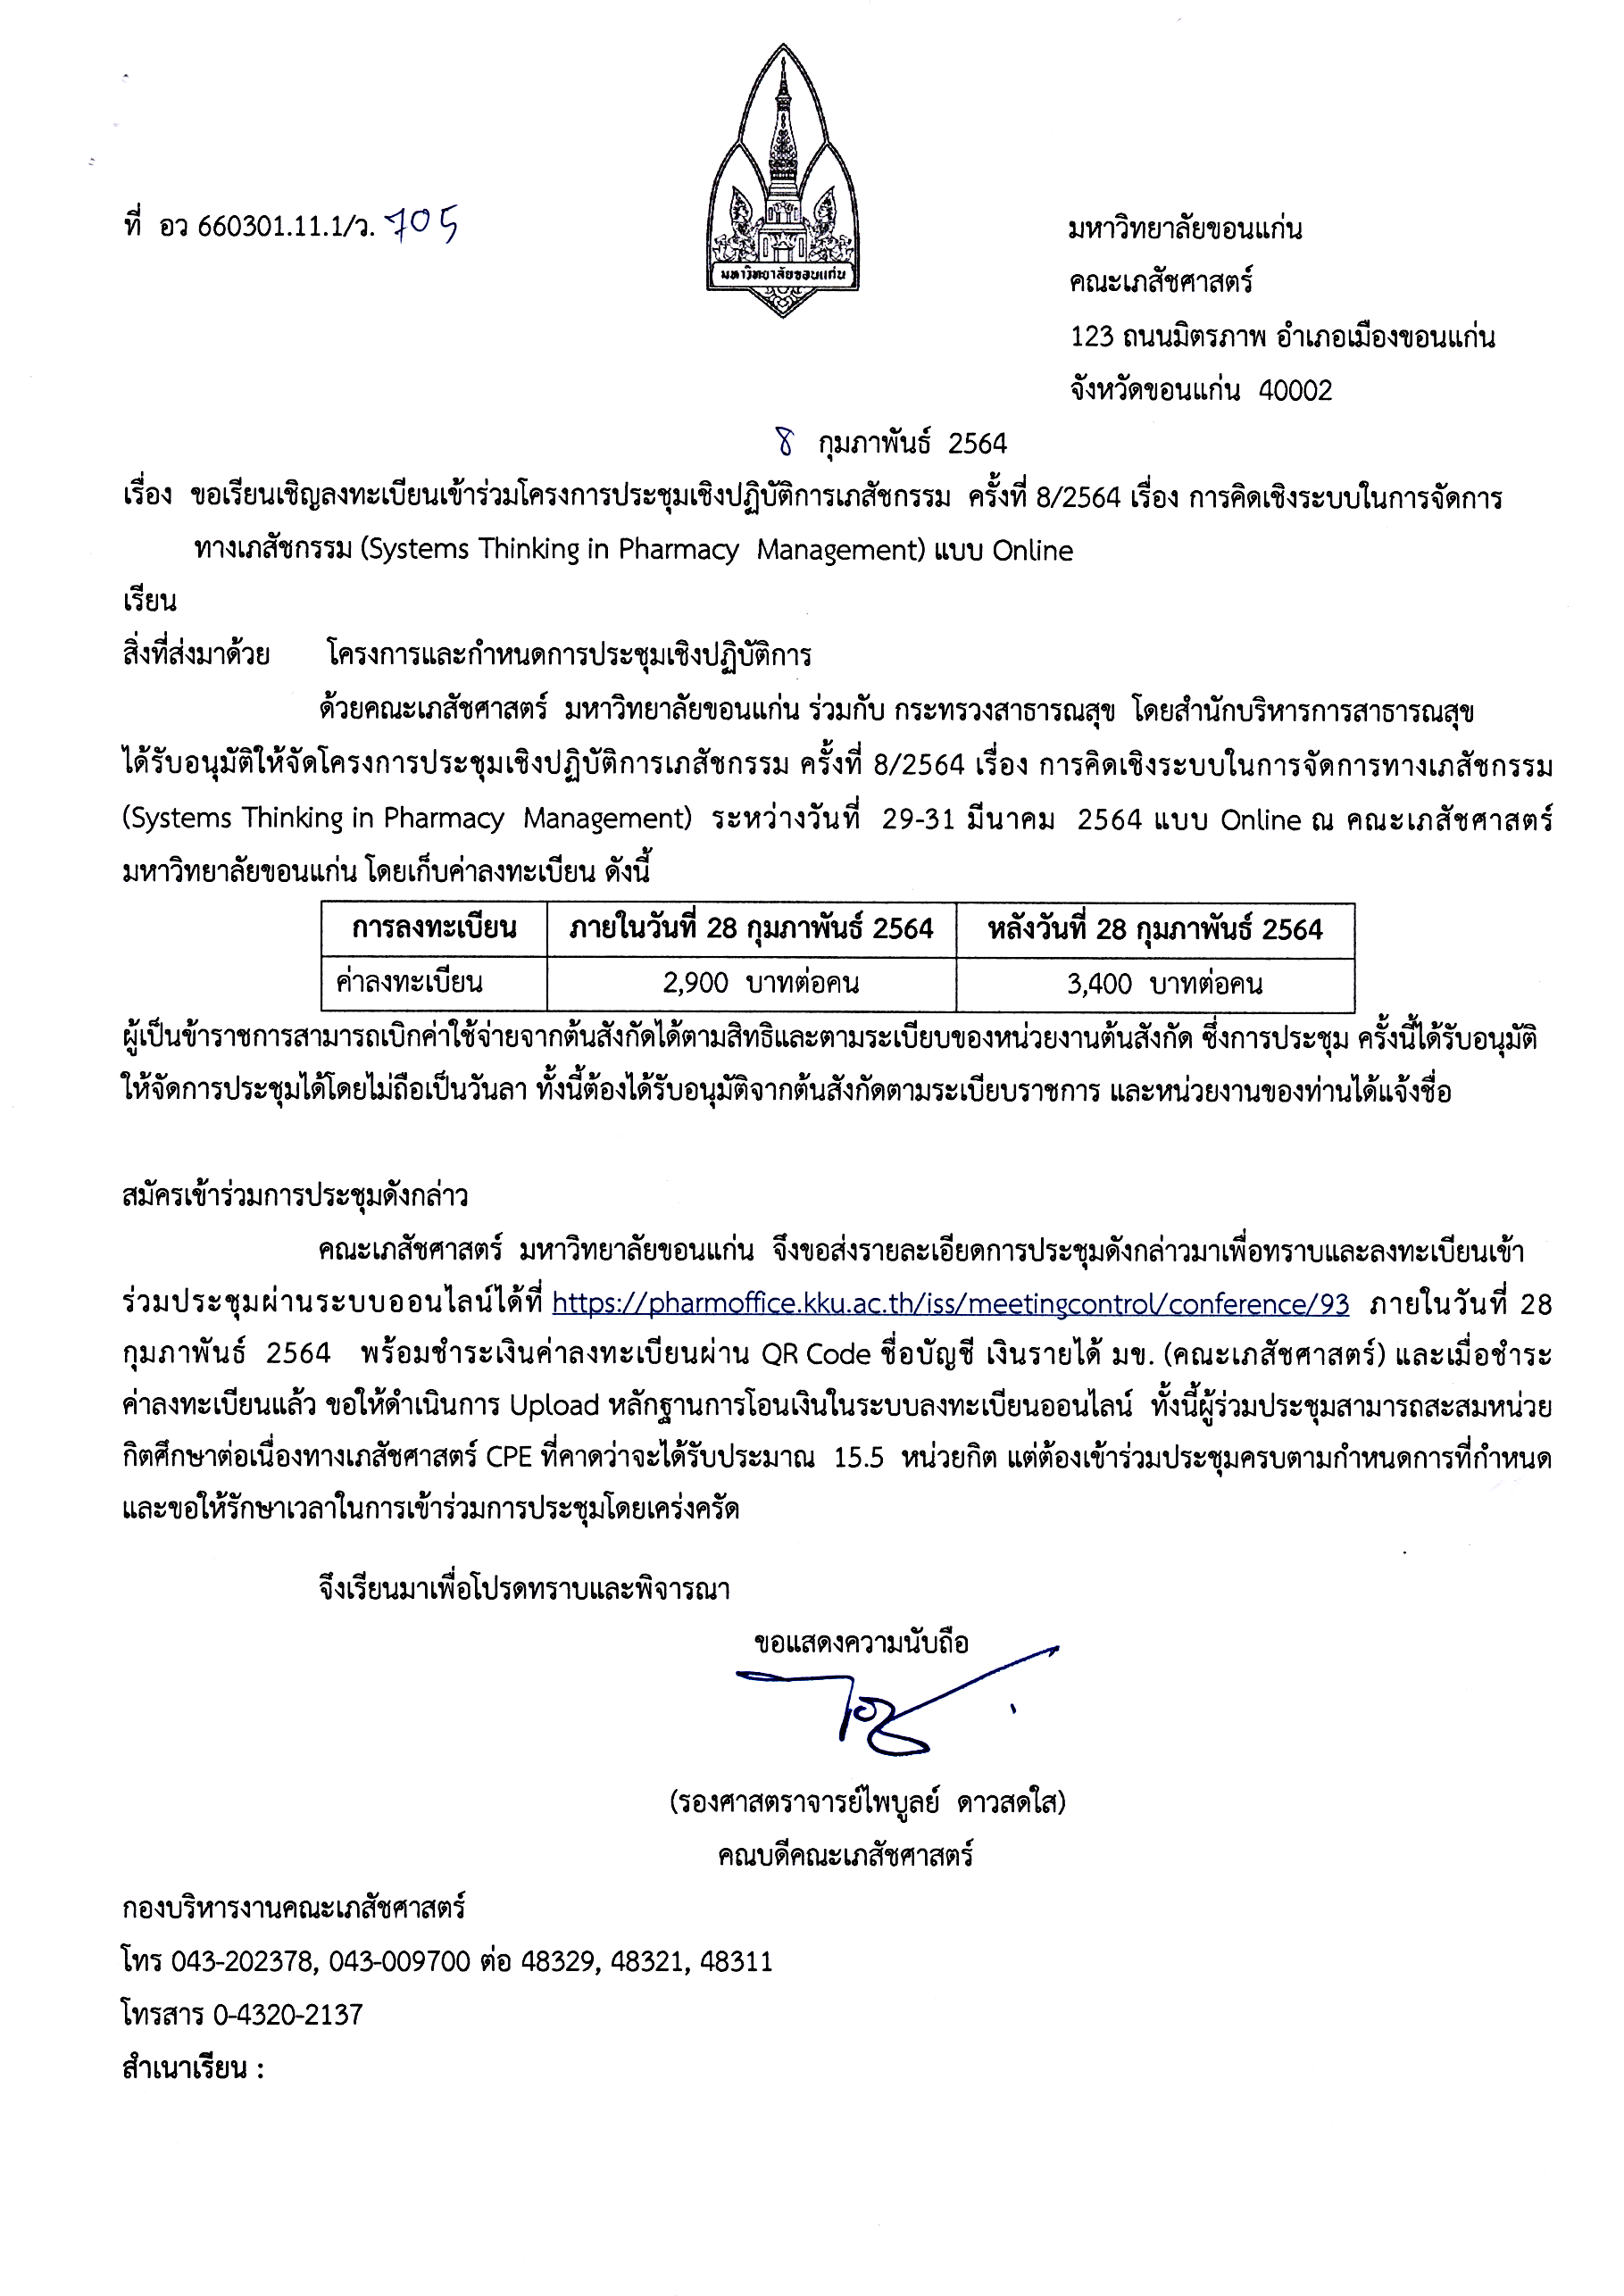 มหาวิทยาลัยขอนแก่น
ที่ อว 660301.11.1/ว. 705
มหาวิทยาลัยขอนแก่น
คณะเภสัชศาสตร์
123 ถนนมิตรภาพ อำเภอเมืองขอนแก่น
จังหวัดขอนแก่น 40002
8 กุมภาพันธ์ 2564
เรื่อง ขอเรียนเชิญลงทะเบียนเข้าร่วมโครงการประชุมเชิงปฏิบัติการเภสัชกรรม ครั้งที่ 8/2564 เรื่อง การคิดเชิงระบบในการจัดการ
ทางเภสัชกรรม (Systems Thinking in Pharmacy Management) แบบ Online
เรียน
สิ่งที่ส่งมาด้วย โครงการและกำหนดการประชุมเชิงปฏิบัติการ
ด้วยคณะเภสัชศาสตร์ มหาวิทยาลัยขอนแก่น ร่วมกับ กระทรวงสาธารณสุข โดยสำนักบริหารการสาธารณสุข
ได้รับอนุมัติให้จัดโครงการประชุมเชิงปฏิบัติการเภสัชกรรม ครั้งที่ 8/2564 เรื่อง การคิดเชิงระบบในการจัดการทางเภสัชกรรม
(Systems Thinking in Pharmacy Management) ระหว่างวันที่ 29-31 มีนาคม 2564 แบบ Online ณ คณะเภสัชศาสตร์
มหาวิทยาลัยขอนแก่น โดยเก็บค่าลงทะเบียน ดังนี้
การลงทะเบียน ภายในวันที่ 28 กุมภาพันธ์ 2564 หลังวันที่ 28 กุมภาพันธ์ 2564
ค่าลงทะเบียน 2,900 บาทต่อคน 3,400 บาทต่อคน
ผู้เป็นข้าราชการสามารถเบิกค่าใช้จ่ายจากต้นสังกัดได้ตามสิทธิและตามระเบียบของหน่วยงานต้นสังกัด ซึ่งการประชุม ครั้งนี้ได้รับอนุมัติ
ให้จัดการประชุมได้โดยไม่ถือเป็นวันลา ทั้งนี้ต้องได้รับอนุมัติจากต้นสังกัดตามระเบียบราชการ และหน่วยงานของท่านได้แจ้งชื่อ
สมัครเข้าร่วมการประชุมดังกล่าว
คณะเภสัชศาสตร์ มหาวิทยาลัยขอนแก่น จึงขอส่งรายละเอียดการประชุมดังกล่าวมาเพื่อทราบและลงทะเบียนเข้า
ร่วมประชุมผ่านระบบออนไลน์ได้ที่ https://pharmoffice.kku.ac.th/iss/meetingcontrol/conference/93 ภายในวันที่ 28
กุมภาพันธ์ 2564 พร้อมชำระเงินค่าลงทะเบียนผ่าน QR Code ชื่อบัญชี เงินรายได้ มข. (คณะเภสัชศาสตร์) และเมื่อชำระ
ค่าลงทะเบียนแล้ว ขอให้ดำเนินการ Upload หลักฐานการโอนเงินในระบบลงทะเบียนออนไลน์ ทั้งนี้ผู้ร่วมประชุมสามารถสะสมหน่วย
กิตศึกษาต่อเนื่องทางเภสัชศาสตร์ CPE ที่คาดว่าจะได้รับประมาณ 15.5 หน่วยกิต แต่ต้องเข้าร่วมประชุมครบตามกำหนดการที่กำหนด
และขอให้รักษาเวลาในการเข้าร่วมการประชุมโดยเคร่งครัด
จึงเรียนมาเพื่อโปรดทราบและพิจารณา
ขอแสดงความนับถือ
(รองศาสตราจารย์ไพบูลย์ ดาวสดใส)
คณบดีคณะเภสัชศาสตร์
กองบริหารงานคณะเภสัชศาสตร์
โทร 043-202378, 043-009700 ต่อ 48329, 48321, 48311
โทรสาร 0-4320-2137
สำเนาเรียน :